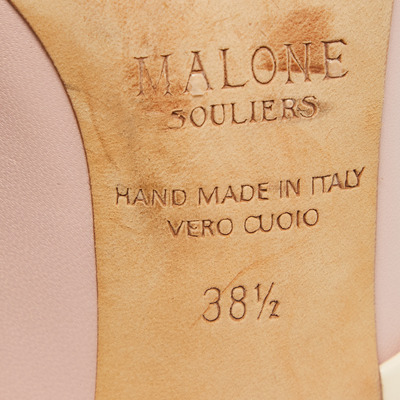 MALONE
SOULIERS
HAND MADE IN ITALY
VERO CUOIO
38½